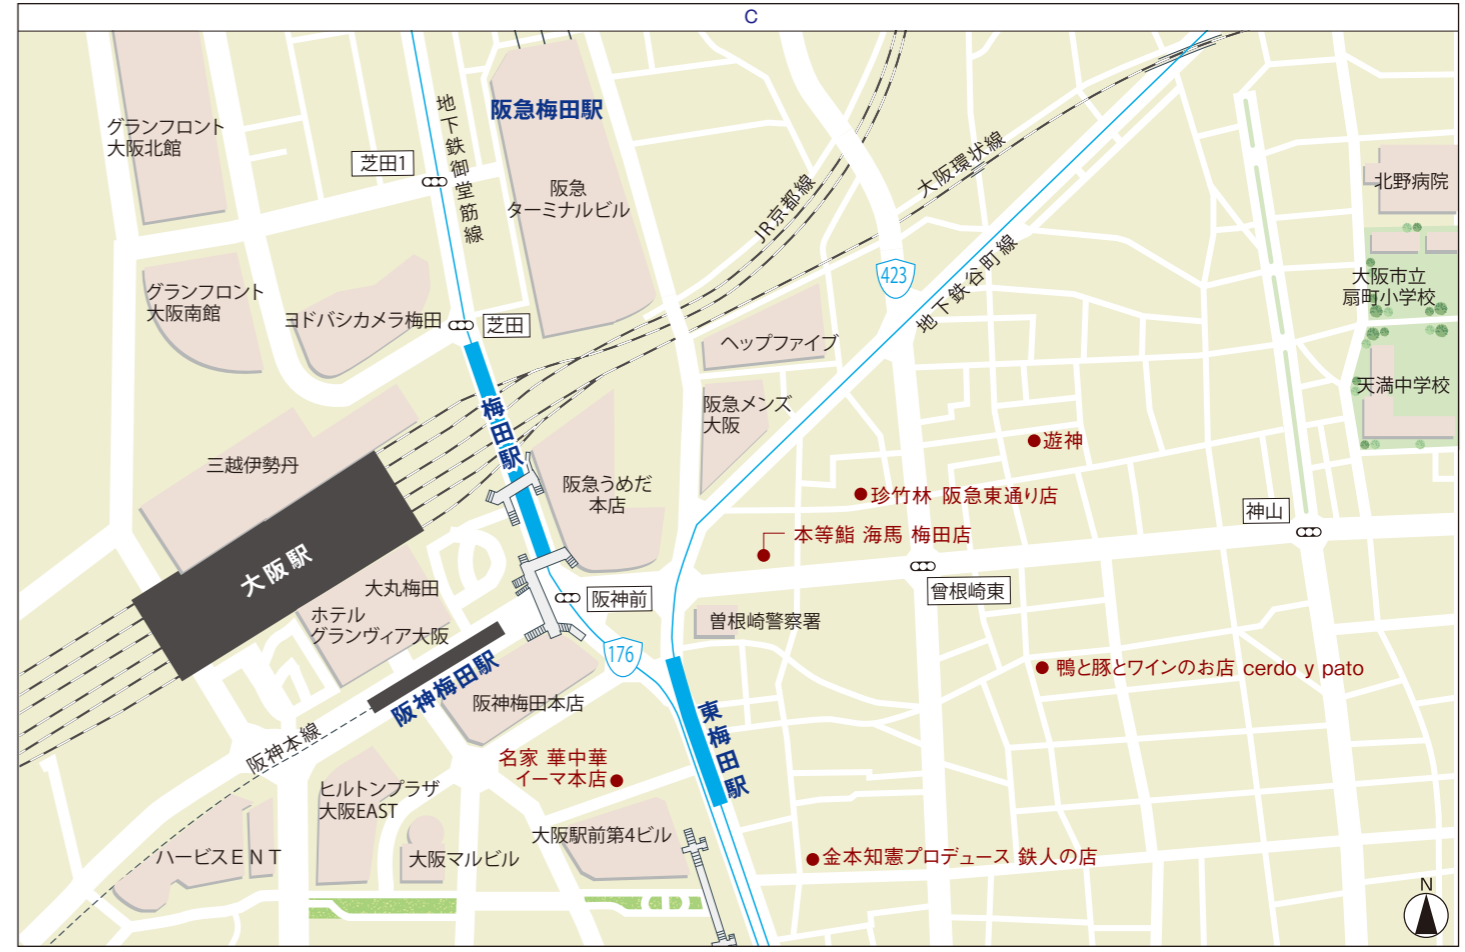 C
グランフロント
大阪北館
芝田1
地下鉄御堂筋線
阪急梅田駅
阪急
ターミナルビル
JR京都線
大阪環状線
423
地下鉄谷町線
北野病院
大阪市立
扇町小学校
天満中学校
グランフロント
大阪南館
ヨドバシカメラ梅田
芝田
ヘップファイブ
阪急メンズ
大阪
梅田駅
三越伊勢丹
阪急うめだ
本店
遊神
珍竹林 阪急東通り店
本等鮨 海馬 梅田店
神山
曾根崎東
大阪駅
大丸梅田
ホテル
グランヴィア大阪
阪神前
曽根崎警察署
176
阪神梅田駅
阪神梅田本店
鴨と豚とワインのお店 cerdo y pato
東梅田駅
阪神本線
名家 華中華
イーマ本店
ヒルトンプラザ
大阪EAST
ハービスＥＮＴ
大阪マルビル
大阪駅前第4ビル
金本知憲プロデュース 鉄人の店
N